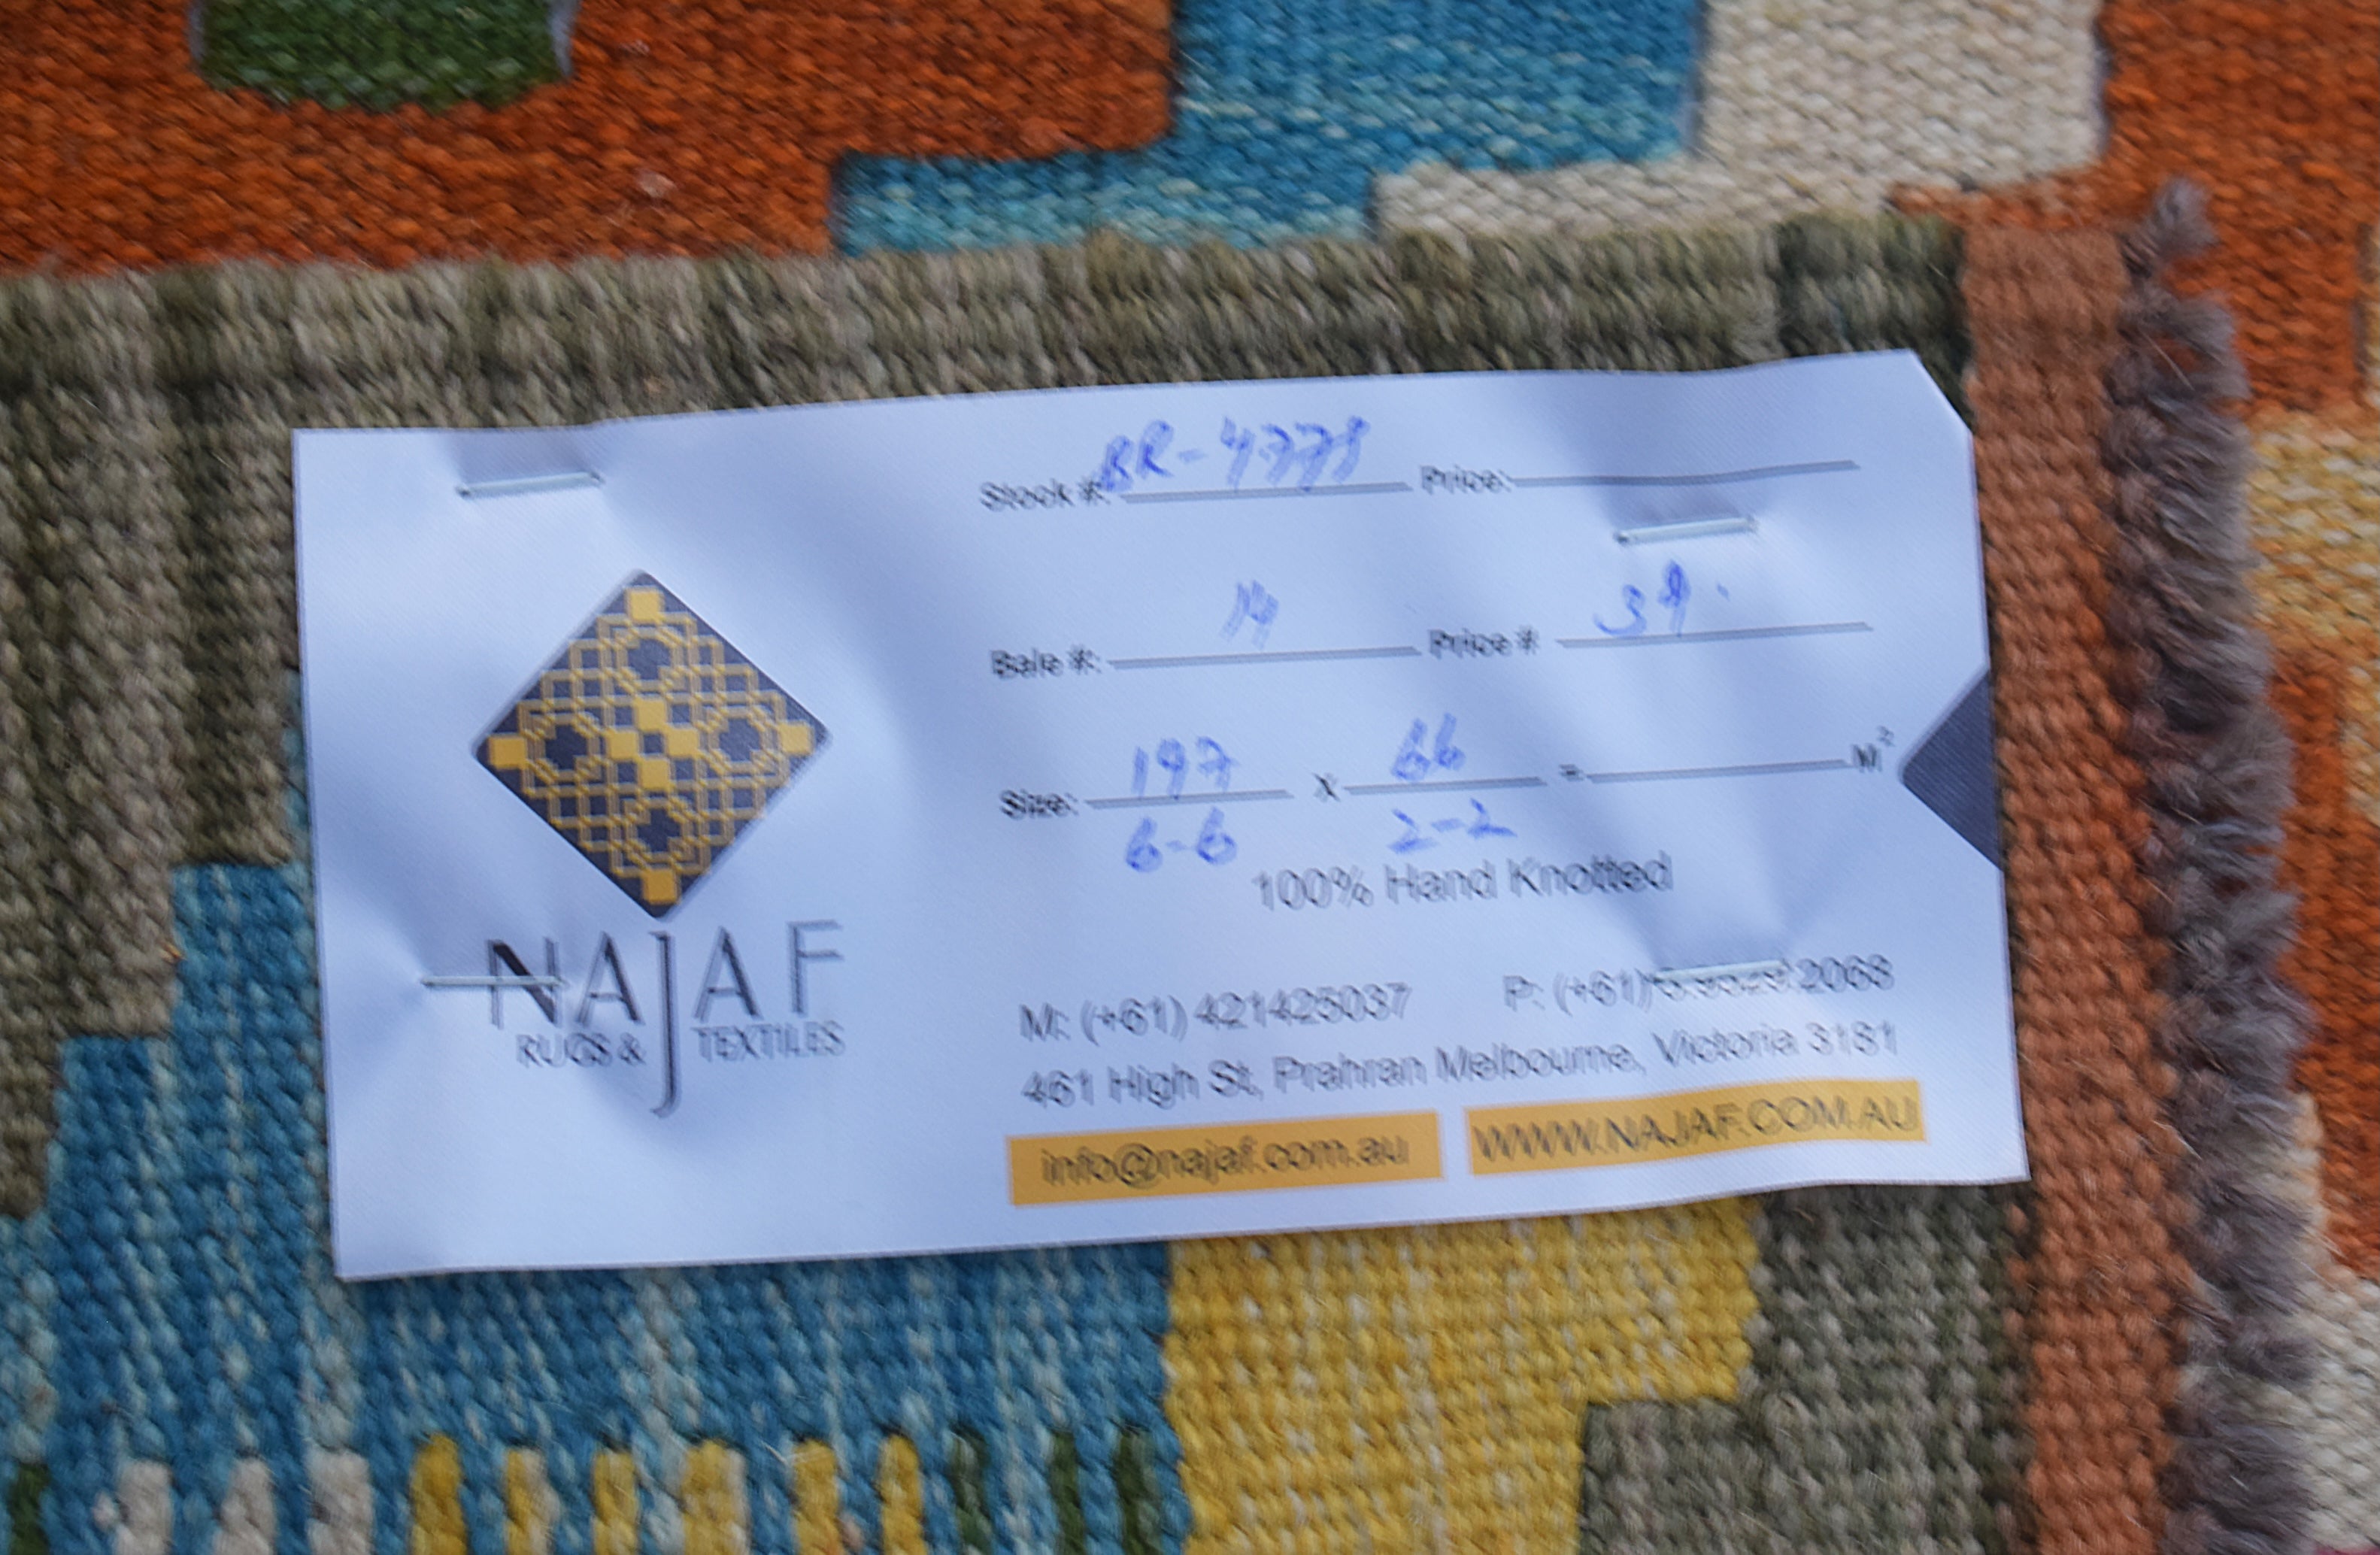 Stock #: BR-4778 Price:
Bale #: 14 Price # 39.
Size: 197 x 66 = M²
6-6 2-2
100% Hand Knotted
NAJAF
RUGS & TEXTILES
M: (+61) 421425037 P: (+61) 2068
461 High St, Prahran Melbourne, Victoria 3181
info@najaf.com.au WWW.NAJAF.COM.AU